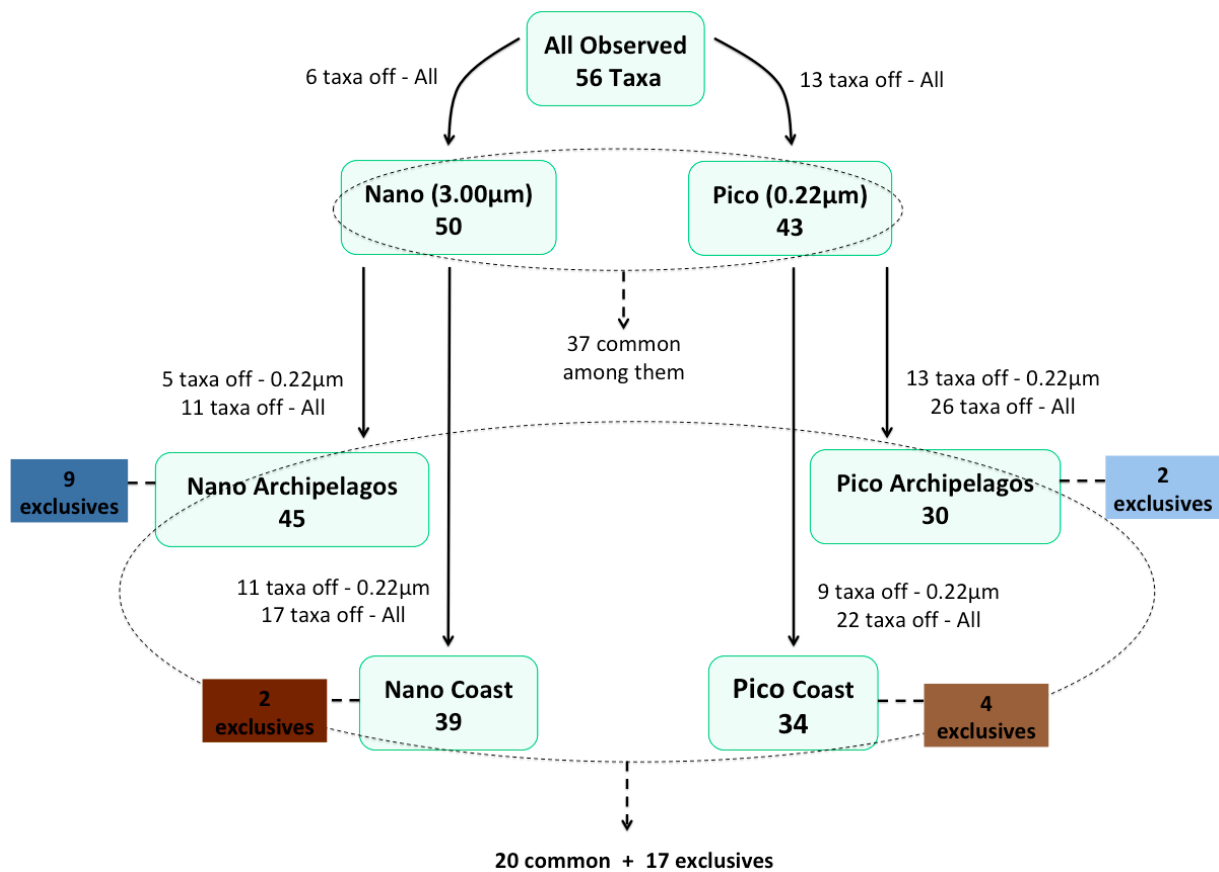 All Observed
56 Taxa
6 taxa off - All
13 taxa off - All
Nano (3.00µm)
50
Pico (0.22µm)
43
37 common
among them
5 taxa off - 0.22µm
11 taxa off - All
13 taxa off - 0.22µm
26 taxa off - All
9
exclusives
Nano Archipelagos
45
Pico Archipelagos
30
2
exclusives
11 taxa off - 0.22µm
17 taxa off - All
9 taxa off - 0.22µm
22 taxa off - All
2
exclusives
Nano Coast
39
Pico Coast
34
4
exclusives
20 common + 17 exclusives